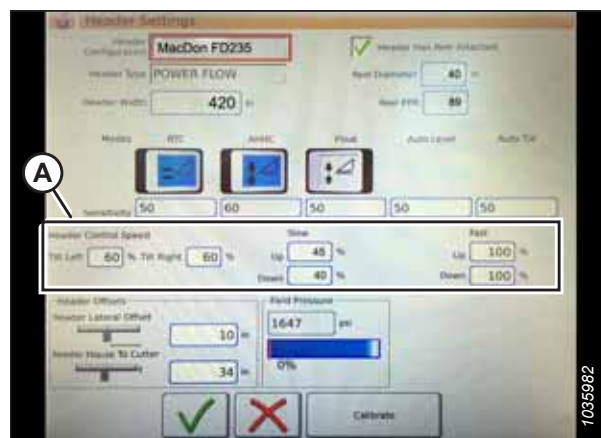 Header Settings
Header Configuration MacDon FD235 Header Has Reel Attached
Header Type POWER FLOW Reel Diameter 40 in
Header Width 420 in Reel PPR 89
Modes RTC AHHC Float Auto Level Auto Tilt
A
Sensitivity 50 60 50 50 50
Header Control Speed Slow Fast
Tilt Left 60 % Tilt Right 60 % Up 45 % Up 100 %
Down 40 % Down 100 %
Header Offsets Field Pressure
Header Lateral Offset 10 in 1647 psi
Feeder House To Cutter 34 in 0%
Calibrate
1035982